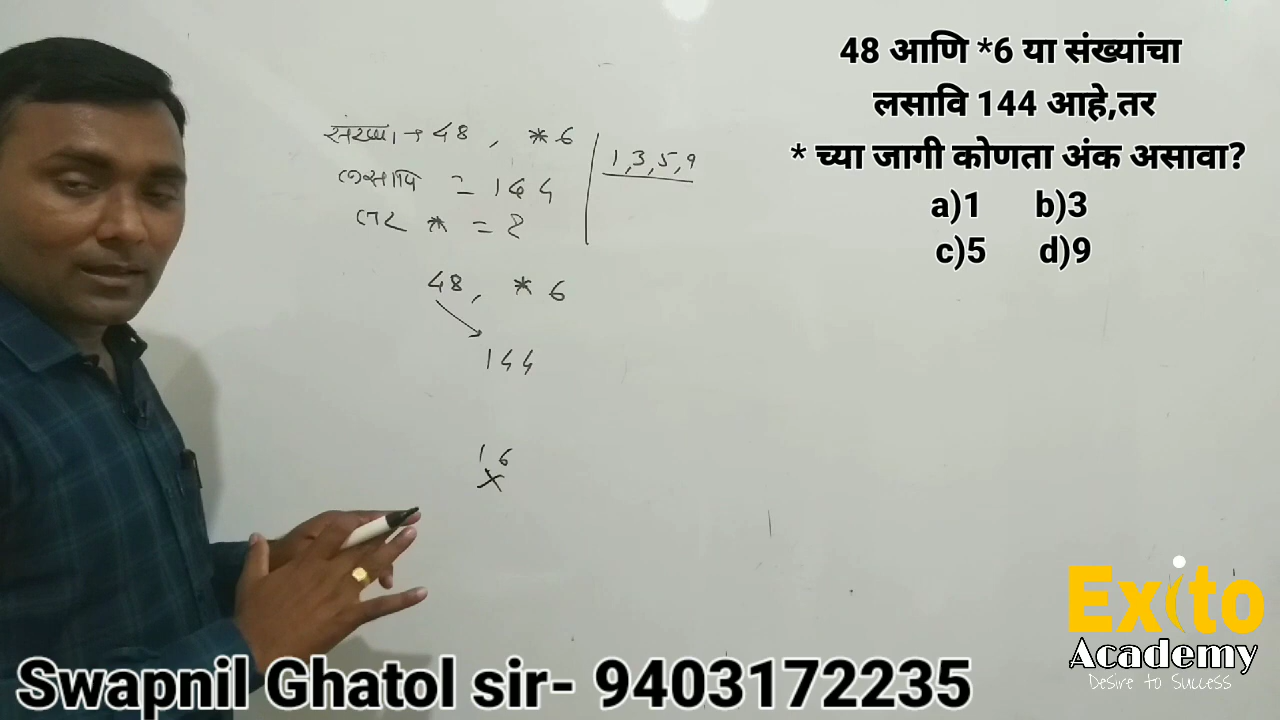 48 आणि *6 या संख्यांचा
लसावि 144 आहे,तर
* च्या जागी कोणता अंक असावा?
a)1 b)3
c)5 d)9
संख्या → 48 , *6
लसावि = 144
तर * = ?
1,3,5,9
48, *6
144
16
×
Exito
Academy
Desire to Success
Swapnil Ghatol sir- 9403172235